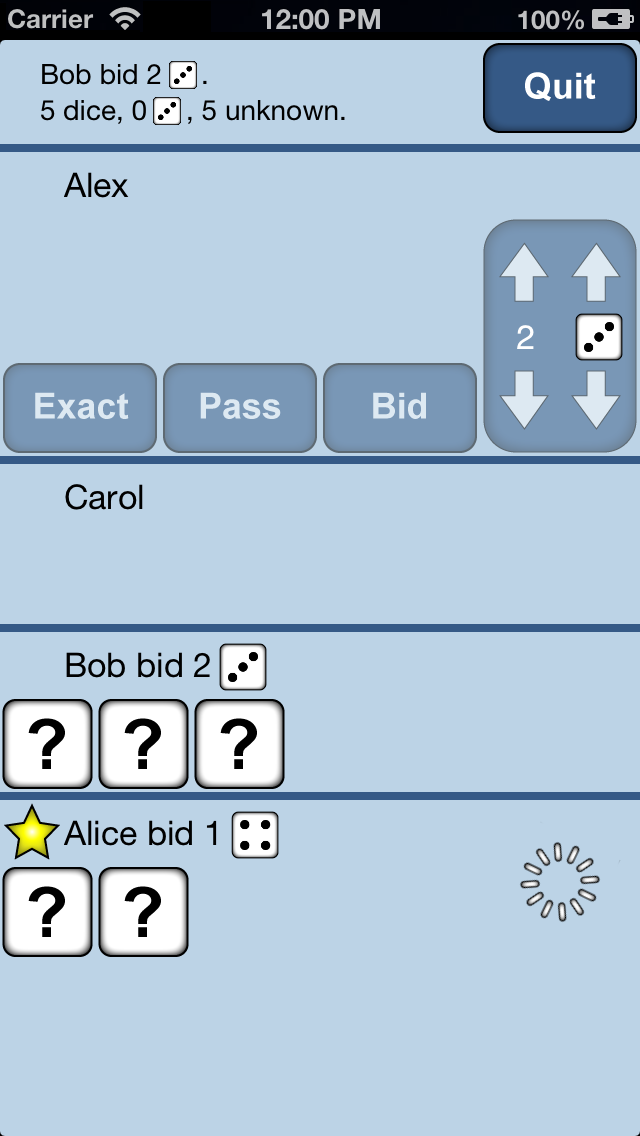 Carrier 12:00 PM 100%
Bob bid 2 .
5 dice, 0 , 5 unknown.
Quit
Alex
2
Exact Pass Bid
Carol
Bob bid 2
? ? ?
Alice bid 1
? ?